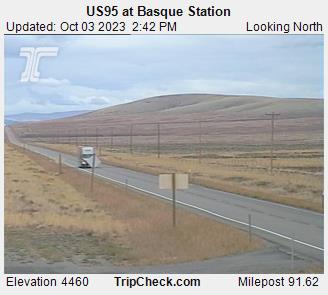 US95 at Basque Station
Updated: Oct 03 2023 2:42 PM Looking North
Elevation 4460 TripCheck.com Milepost 91.62